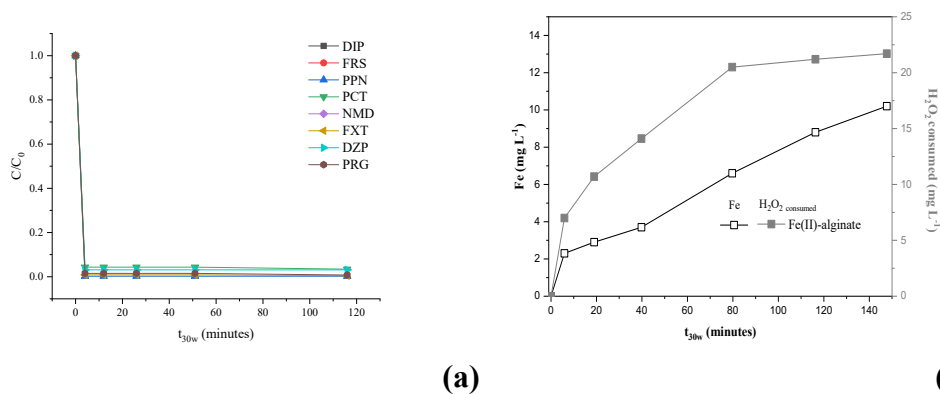 DIP
FRS
PPN
PCT
NMD
FXT
DZP
PRG
1.0
0.8
0.6
0.4
0.2
0.0
C/C₀
0 20 40 60 80 100 120
t₃₀w (minutes)
(a)
14
12
10
8
6
4
2
0
Fe (mg L⁻¹)
25
20
15
10
5
0
H₂O₂ consumed (mg L⁻¹)
Fe H₂O₂ consumed
Fe(II)-alginate
0 20 40 60 80 100 120 140
t₃₀w (minutes)
(